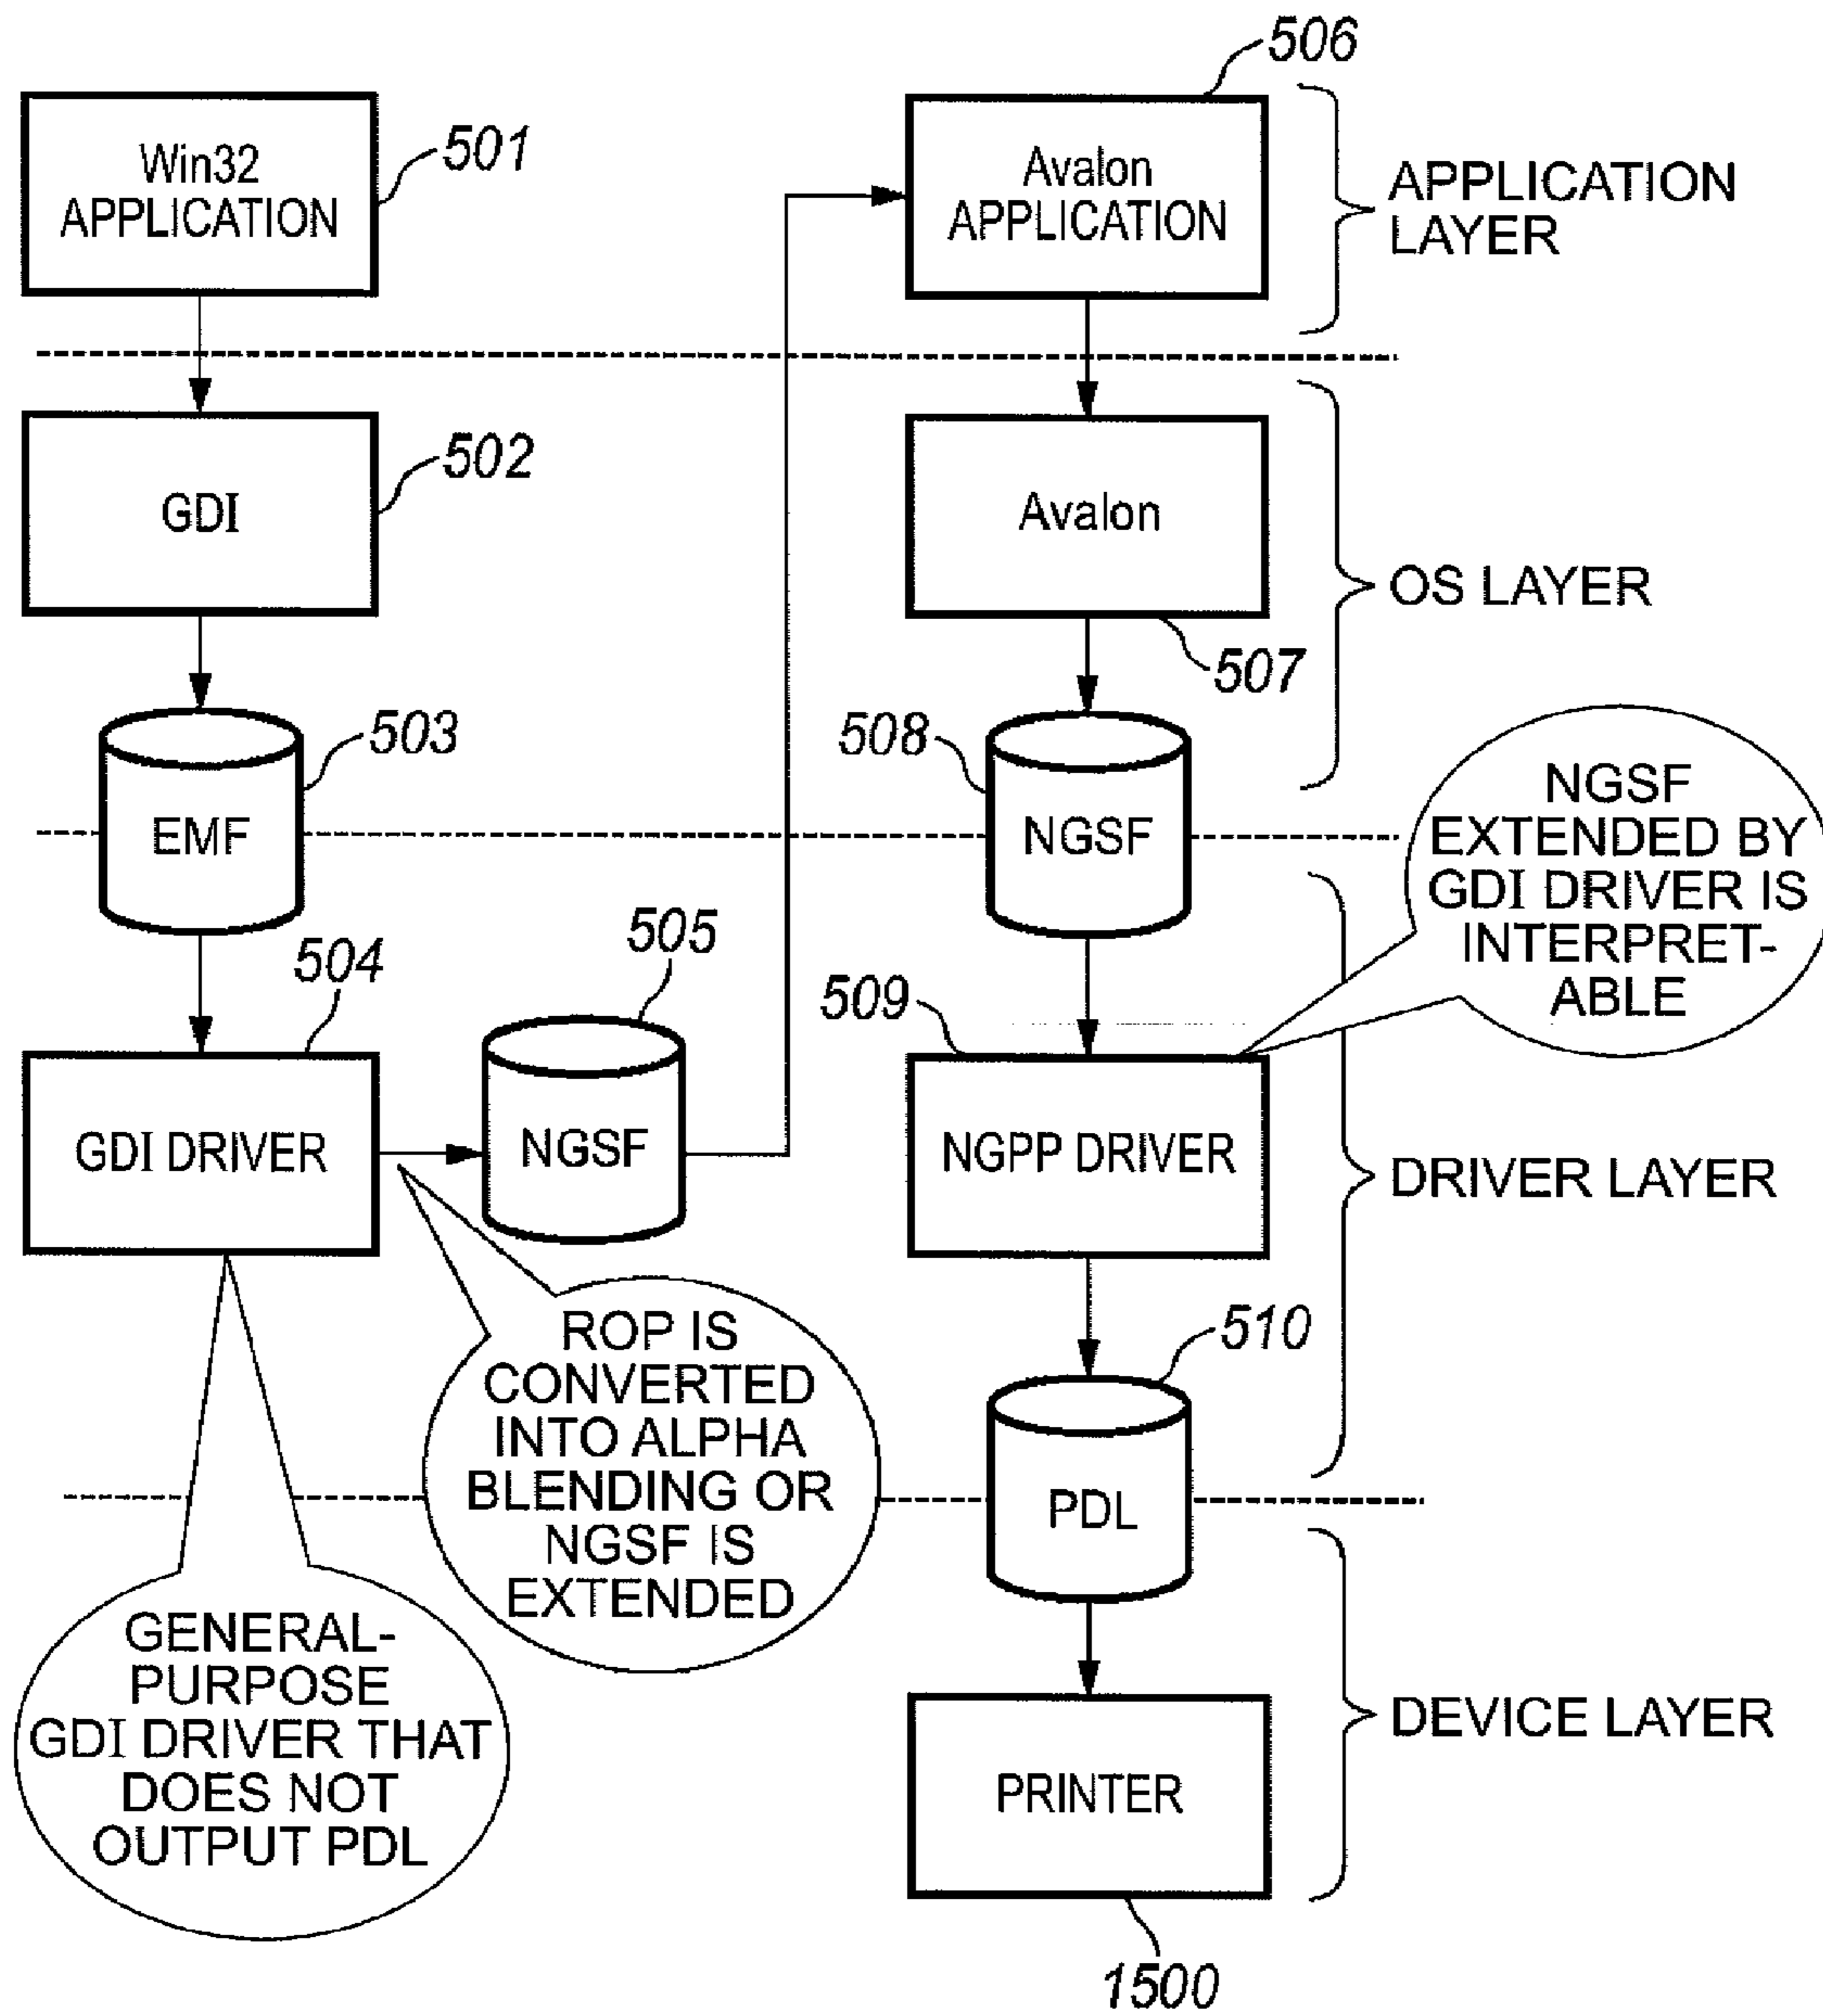 506
Win32
APPLICATION
501
Avalon
APPLICATION
APPLICATION
LAYER
GDI
502
Avalon
507
OS LAYER
EMF
503
NGSF
508
NGSF
EXTENDED BY
GDI DRIVER IS
INTERPRET-
ABLE
GDI DRIVER
504
NGSF
505
NGPP DRIVER
509
DRIVER LAYER
ROP IS
CONVERTED
INTO ALPHA
BLENDING OR
NGSF IS
EXTENDED
PDL
510
GENERAL-
PURPOSE
GDI DRIVER THAT
DOES NOT
OUTPUT PDL
PRINTER
1500
DEVICE LAYER